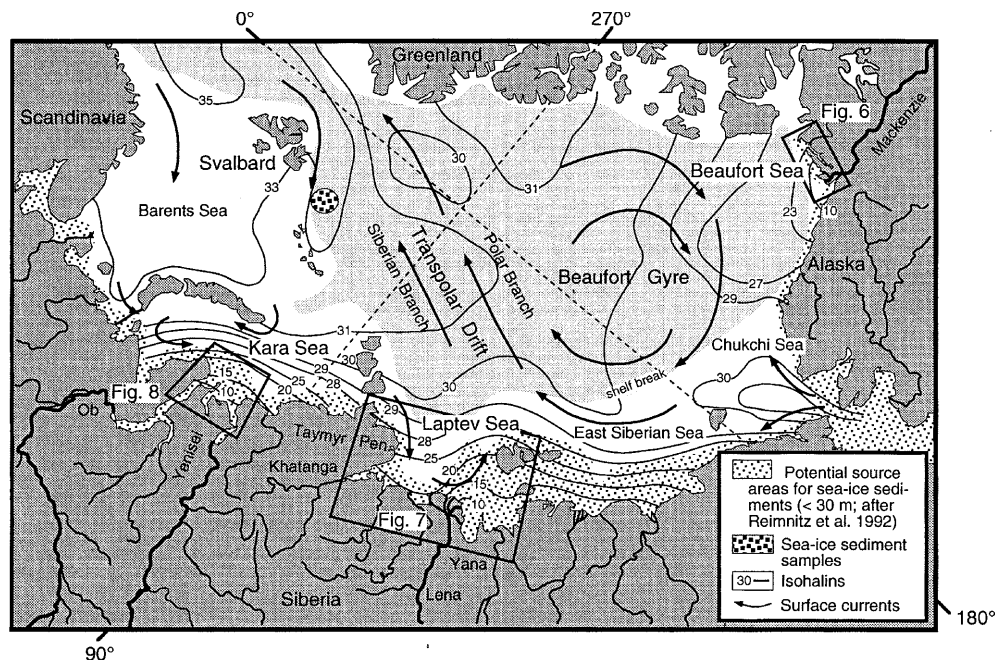 0°
270°
Greenland
35
Scandinavia
Fig. 6
Mackenzie
Svalbard
30
33
31
Beaufort Sea
Barents Sea
23
10
Siberian Branch
Transpolar Drift
Polar Branch
Beaufort Gyre
Alaska
27
29
31
Kara Sea
30
29
28
25
20
15
10
Chukchi Sea
30
30
shelf break
Fig. 8
Ob
Yenisei
29
Laptev Sea
28
East Siberian Sea
Taymyr Pen.
25
Khatanga
20
15
10
Fig. 7
Yana
Lena
Siberia
Potential source
areas for sea-ice sedi-
ments (< 30 m; after
Reimnitz et al. 1992)
Sea-ice sediment
samples
30 Isohalins
Surface currents
180°
90°